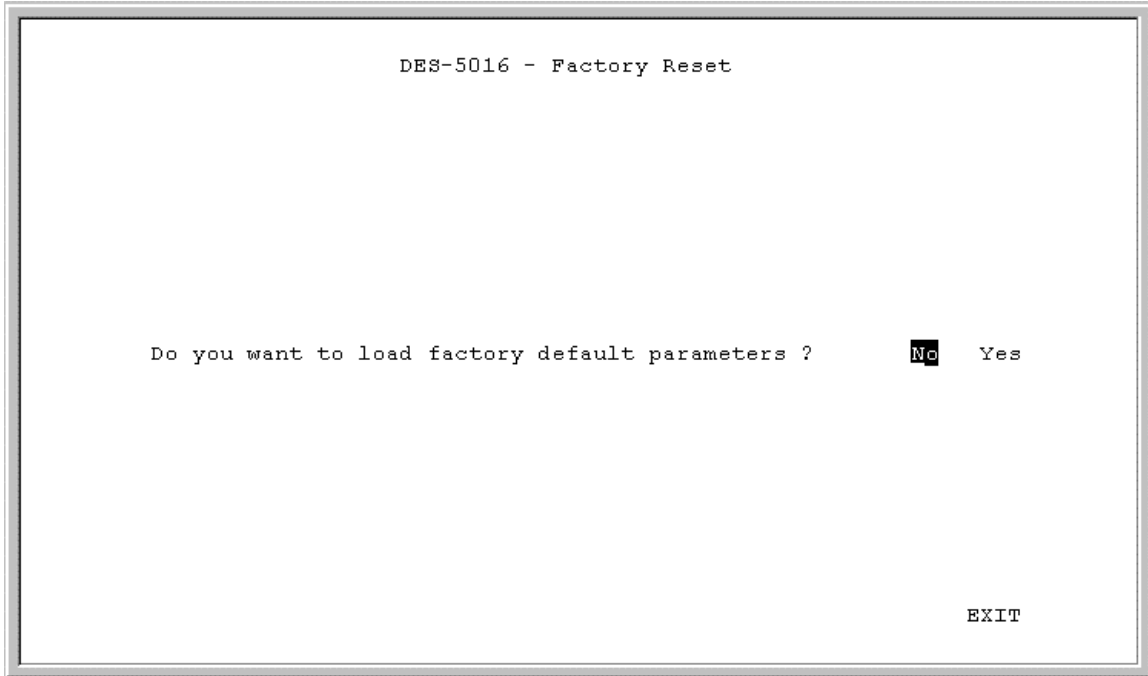 DES-5016 - Factory Reset
Do you want to load factory default parameters ? No Yes
EXIT